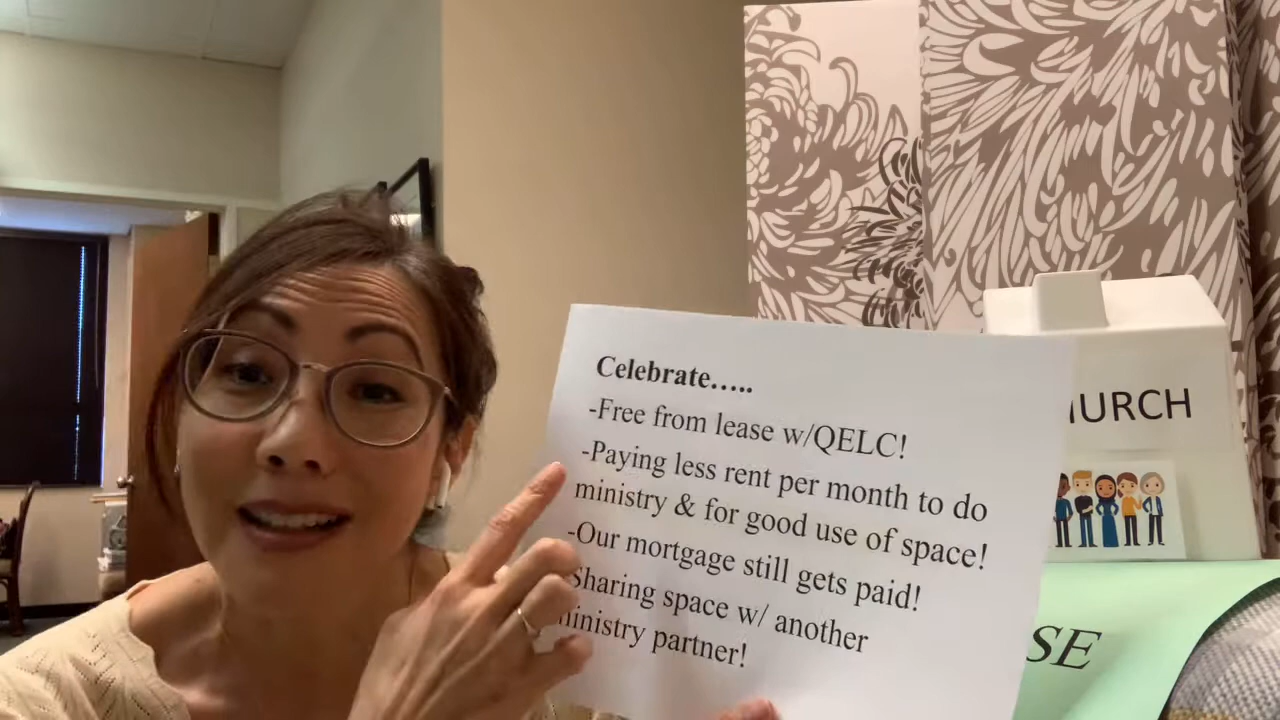 Celebrate.....
-Free from lease w/QELC!
-Paying less rent per month to do
ministry & for good use of space!
-Our mortgage still gets paid!
Sharing space w/ another
ministry partner!
HURCH
SE